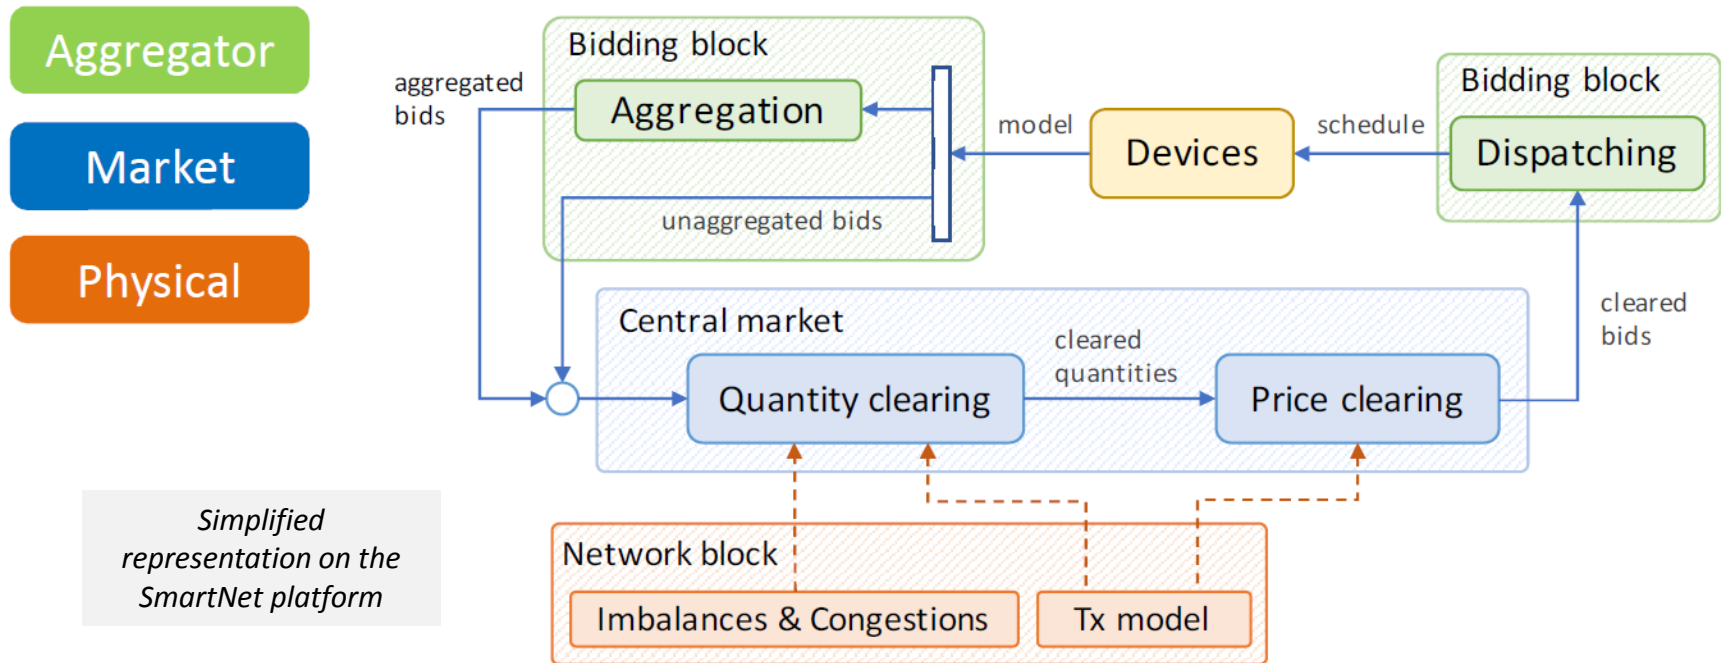 Aggregator
Market
Physical
Bidding block
Aggregation
aggregated
bids
unaggregated bids
model
Devices
schedule
Bidding block
Dispatching
cleared
bids
Central market
Quantity clearing
cleared
quantities
Price clearing
Network block
Imbalances & Congestions
Tx model
Simplified
representation on the
SmartNet platform